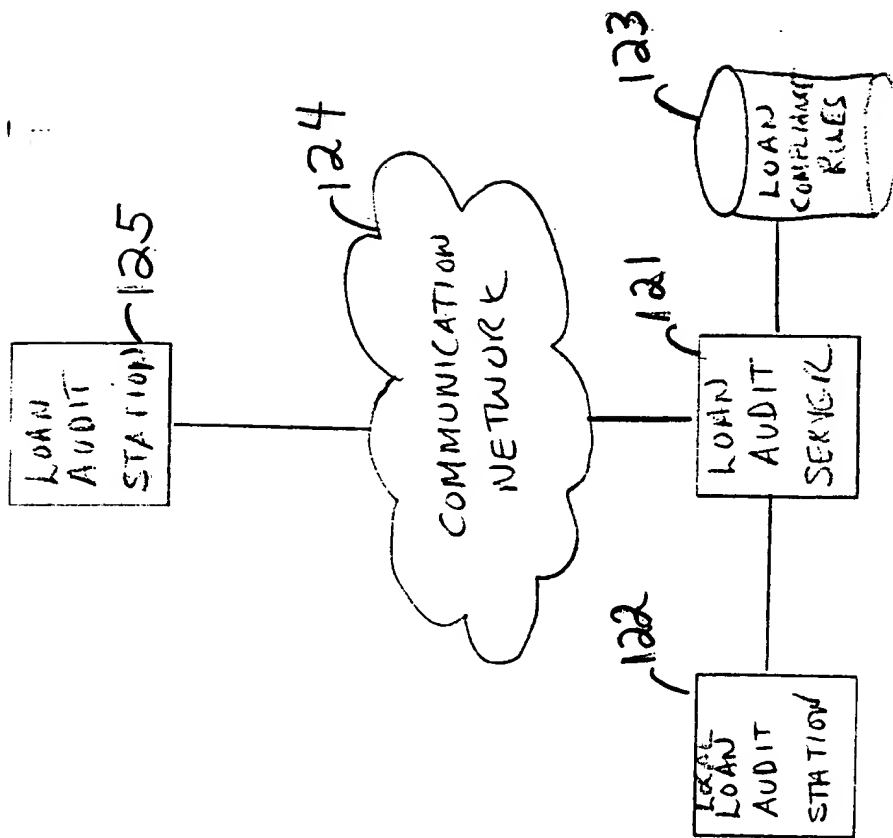 LOAN
AUDIT
STATION
125
124
COMMUNICATION
NETWORK
122
LOCAL
LOAN
AUDIT
STATION
121
LOAN
AUDIT
SERVER
123
LOAN
COMPLIANCE
RULES